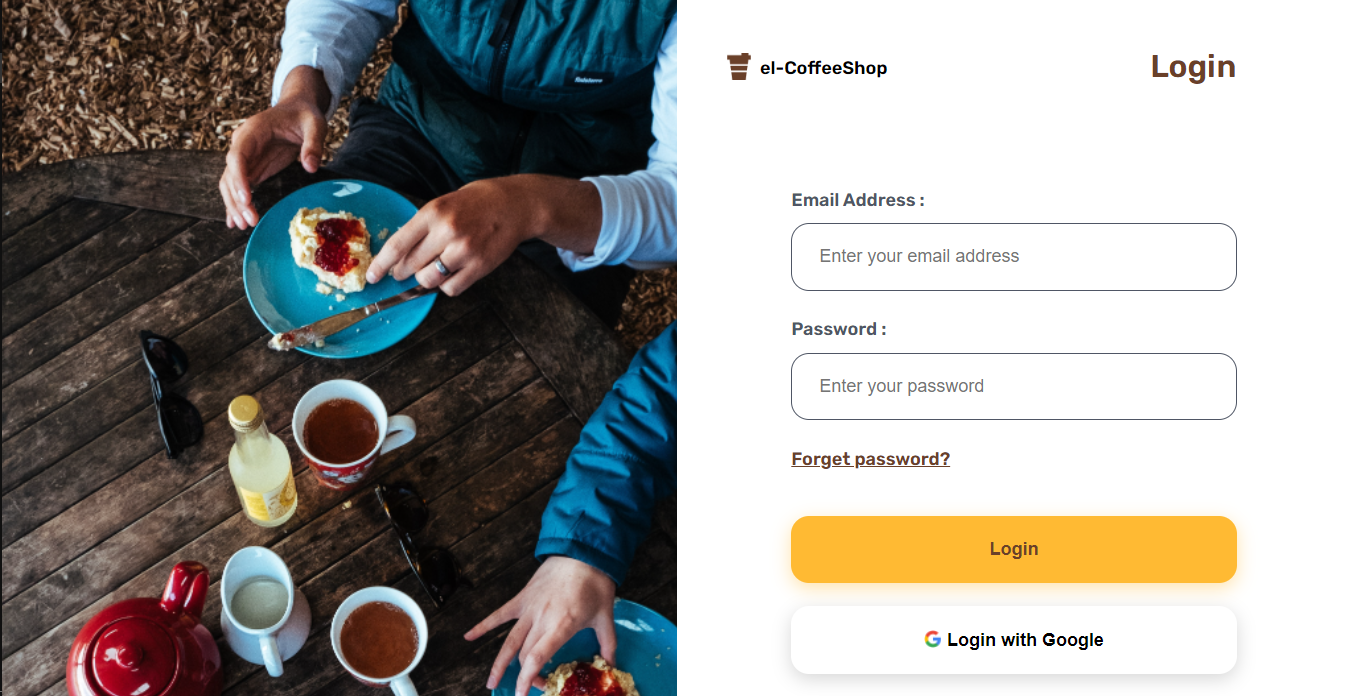 el-CoffeeShop
Login
Email Address :
Enter your email address
Password :
Enter your password
Forget password?
Login
Login with Google